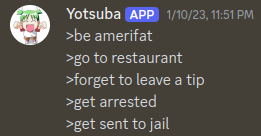 Yotsuba APP 1/10/23, 11:51 PM
>be amerifat
>go to restaurant
>forget to leave a tip
>get arrested
>get sent to jail